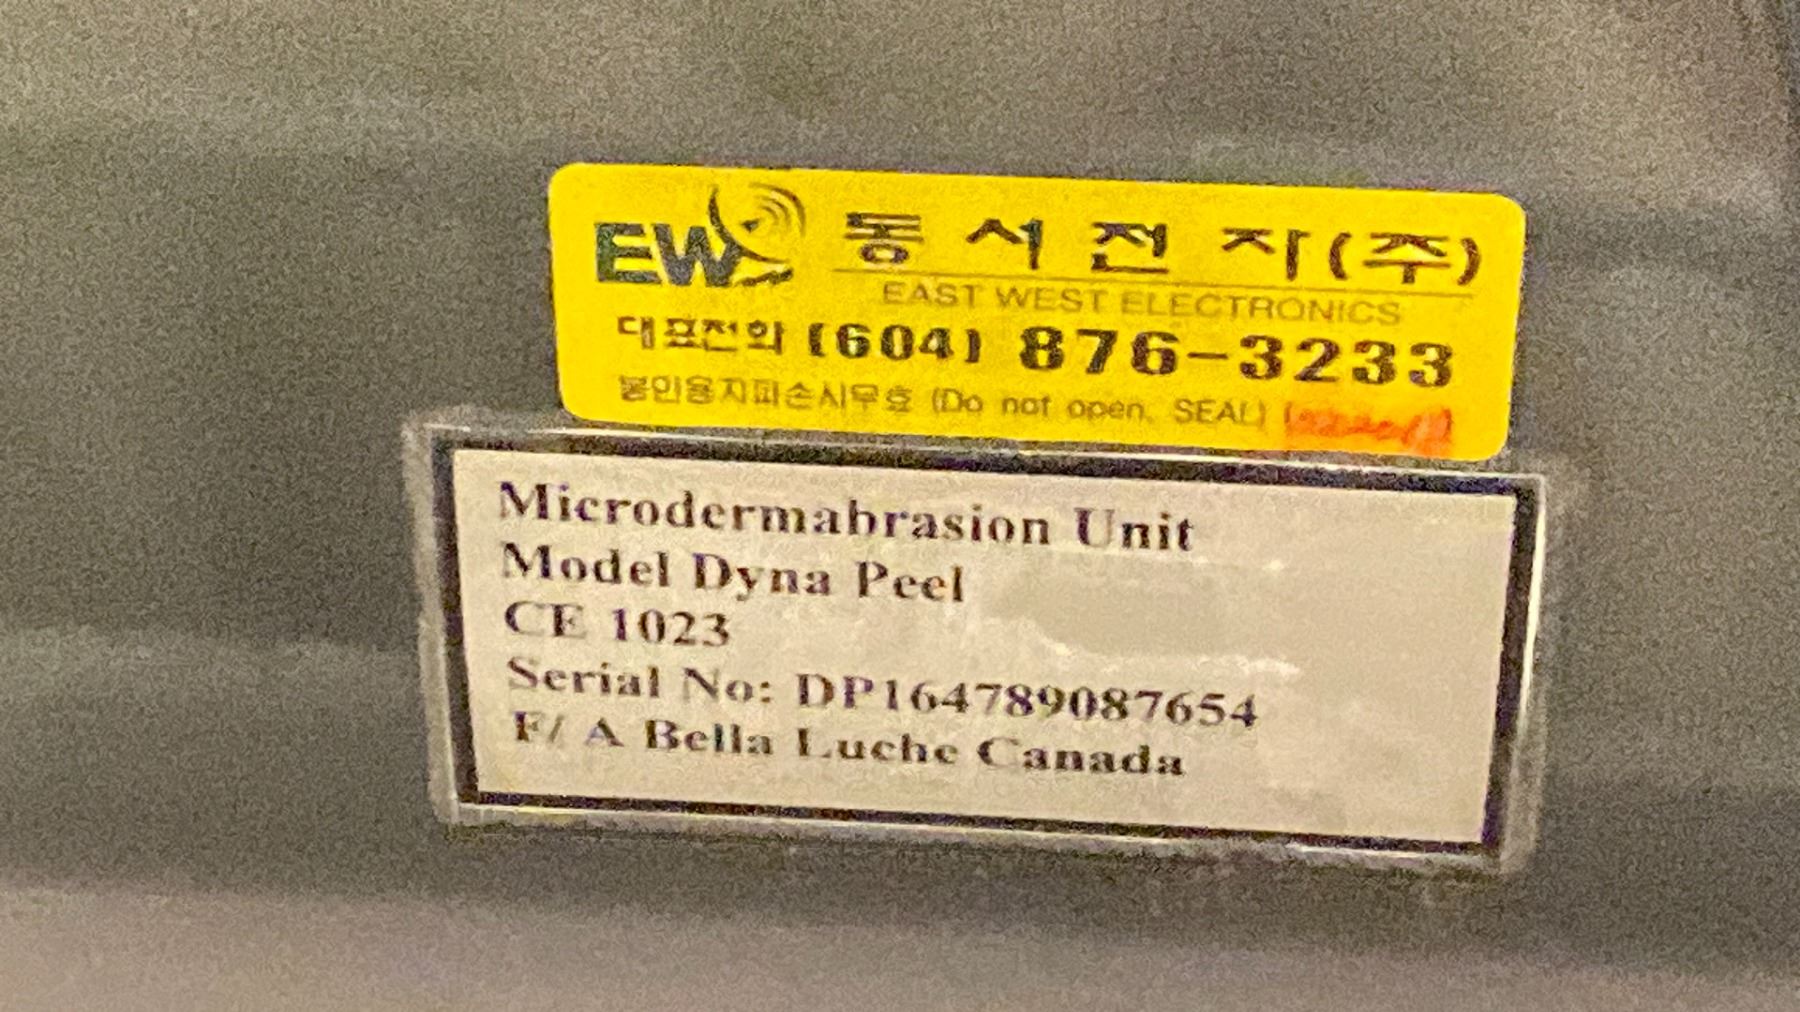 EW 동서전자(주)
EAST WEST ELECTRONICS
대표전화 (604) 876-3233
봉인용지파손시무효 (Do not open. SEAL)
Microdermabrasion Unit
Model Dyna Peel
CE 1023
Serial No: DP164789087654
F/ A Bella Luche Canada